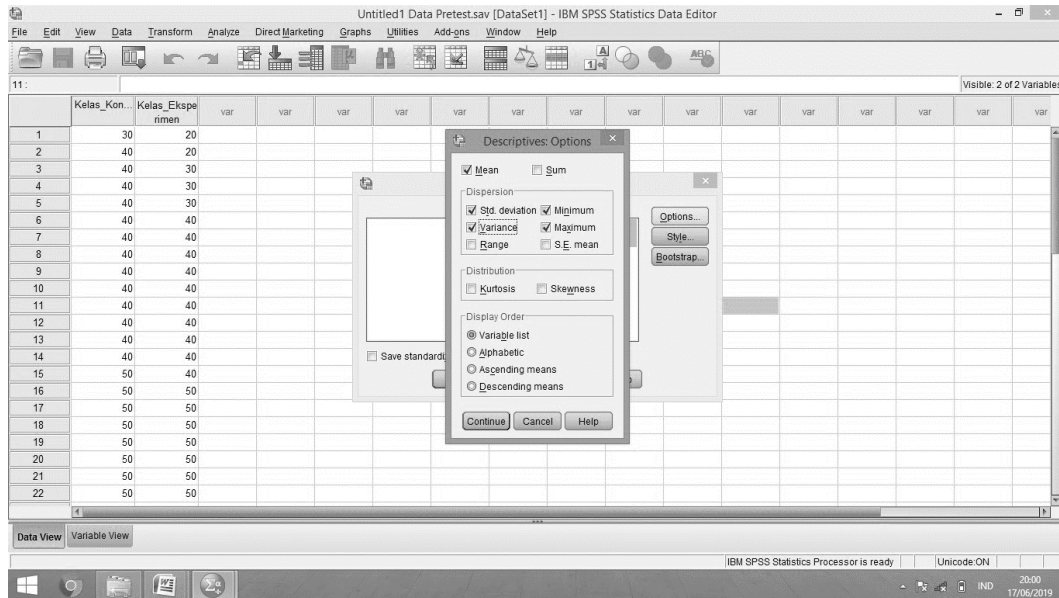 Untitled1 Data Pretest.sav [DataSet1] - IBM SPSS Statistics Data Editor
File Edit View Data Transform Analyze Direct Marketing Graphs Utilities Add-ons Window Help
11 :
Visible: 2 of 2 Variables
Kelas_Kon... Kelas_Eksperimen var var var var var var var var var var var var var var var
1 30 20
2 40 20
3 40 30
4 40 30
5 40 30
6 40 40
7 40 40
8 40 40
9 40 40
10 40 40
11 40 40
12 40 40
13 40 40
14 40 40
15 50 40
16 50 50
17 50 50
18 50 50
19 50 50
20 50 50
21 50 50
22 50 50
Descriptives: Options
Mean Sum
Dispersion
Std. deviation Minimum
Variance Maximum
Range S.E. mean
Distribution
Kurtosis Skewness
Display Order
Variable list
Alphabetic
Ascending means
Descending means
Continue Cancel Help
Options...
Style...
Bootstrap...
Data View Variable View
IBM SPSS Statistics Processor is ready Unicode:ON
IND 20:00
17/06/2019